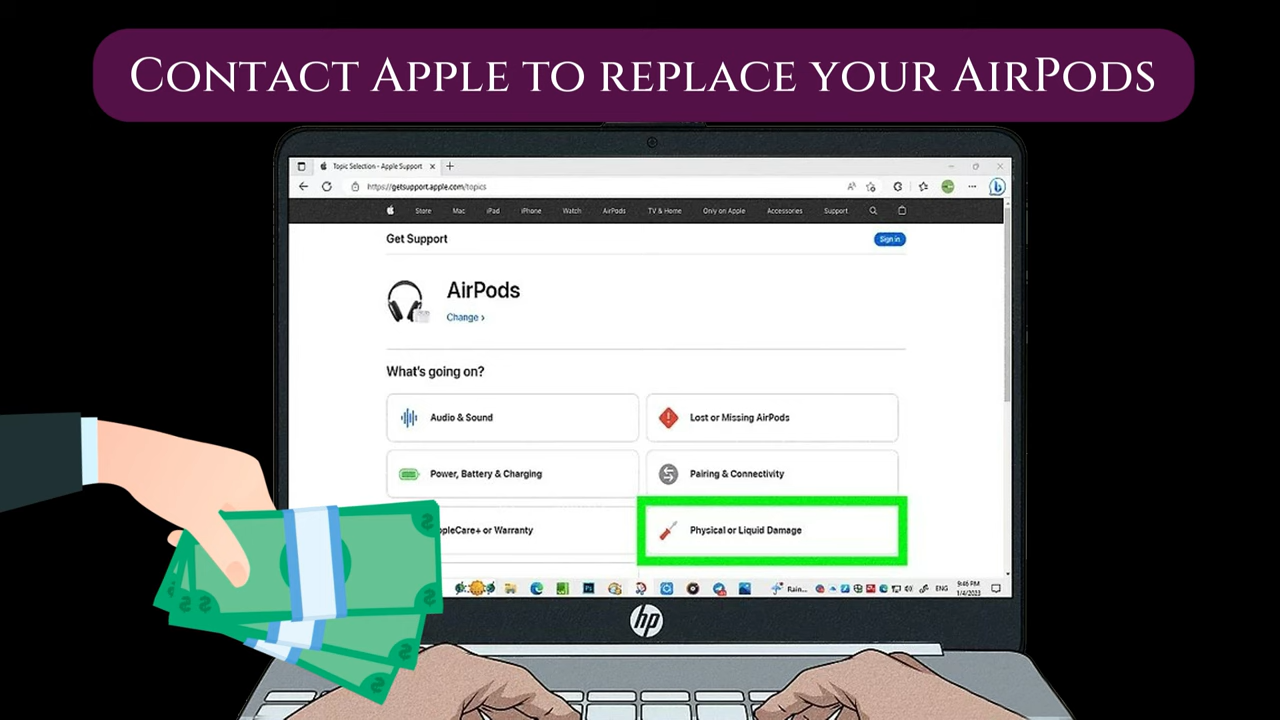 Contact Apple to replace your AirPods
Topic Selection - Apple Support
https://getsupport.apple.com/topics
Store Mac iPad iPhone Watch AirPods TV & Home Only on Apple Accessories Support
Get Support
Sign in
AirPods
Change ›
What's going on?
Audio & Sound
Lost or Missing AirPods
Power, Battery & Charging
Pairing & Connectivity
pleCare+ or Warranty
Physical or Liquid Damage
Rain...
ENG
9:46 PM
1/4/2023
hp